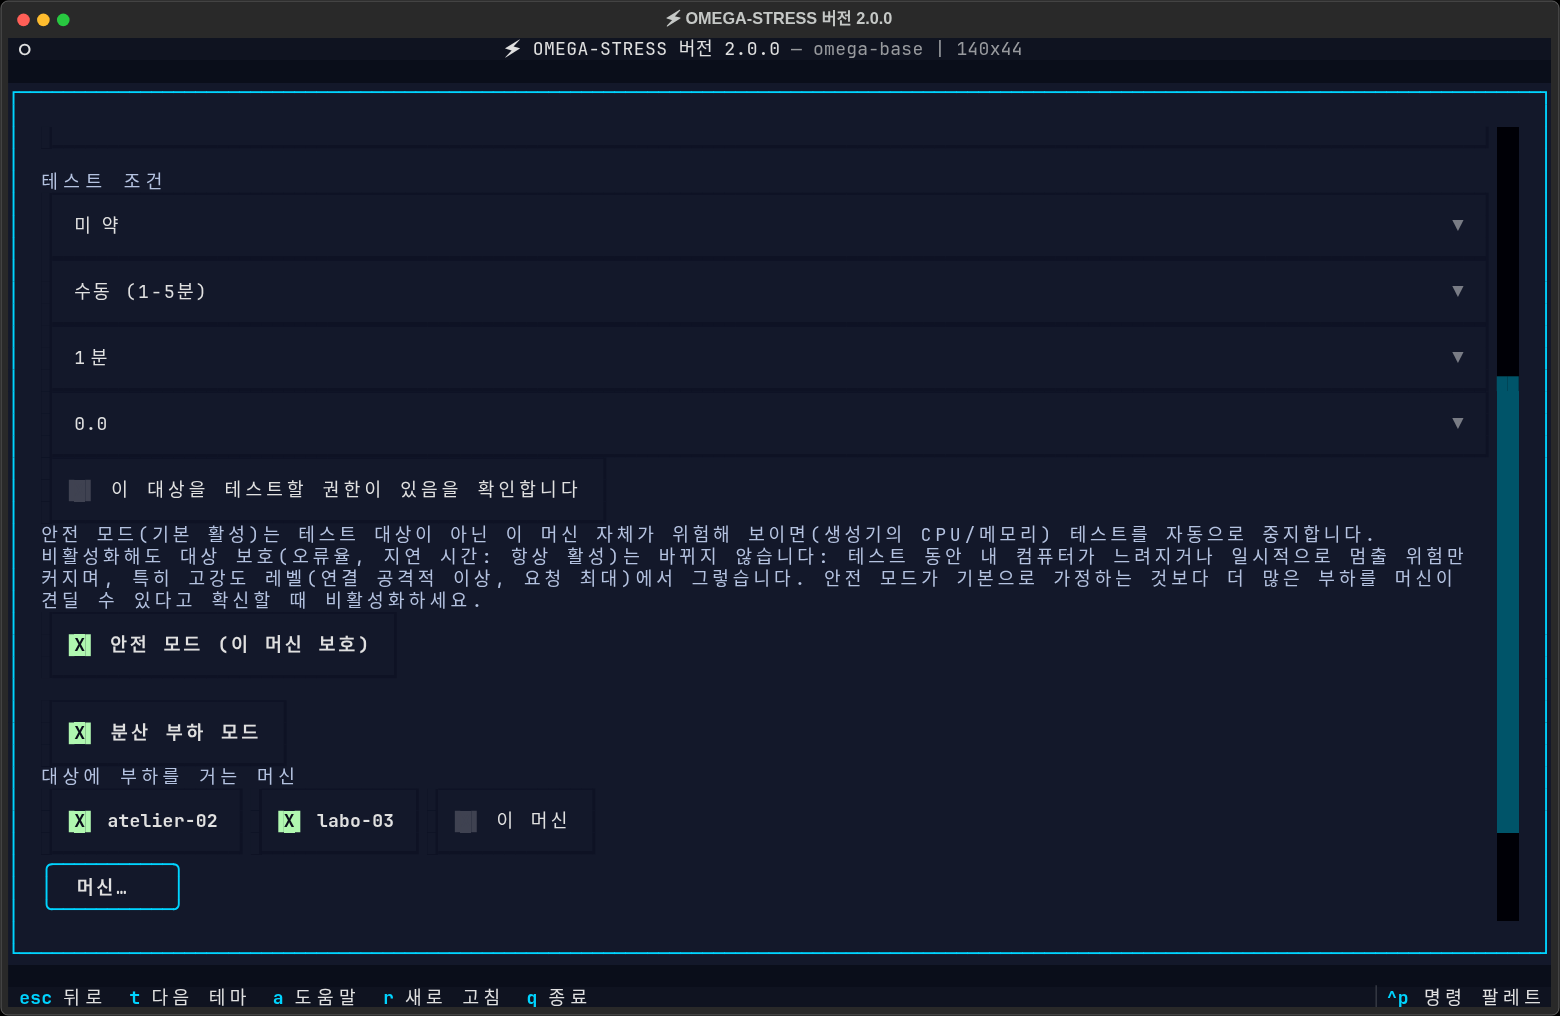 ⚡ OMEGA-STRESS 버전 2.0.0
⚡ OMEGA-STRESS 버전 2.0.0 — omega-base | 140x44
테스트 조건
미약
수동 (1-5분)
1분
0.0
이 대상을 테스트할 권한이 있음을 확인합니다
안전 모드(기본 활성)는 테스트 대상이 아닌 이 머신 자체가 위험해 보이면(생성기의 CPU/메모리) 테스트를 자동으로 중지합니다.
비활성화해도 대상 보호(오류율, 지연 시간: 항상 활성)는 바뀌지 않습니다: 테스트 동안 내 컴퓨터가 느려지거나 일시적으로 멈출 위험만
커지며, 특히 고강도 레벨(연결 공격적 이상, 요청 최대)에서 그렇습니다. 안전 모드가 기본으로 가정하는 것보다 더 많은 부하를 머신이
견딜 수 있다고 확신할 때 비활성화하세요.
X 안전 모드 (이 머신 보호)
X 분산 부하 모드
대상에 부하를 거는 머신
X atelier-02 X labo-03 이 머신
머신…
esc 뒤로 t 다음 테마 a 도움말 r 새로 고침 q 종료 ^p 명령 팔레트